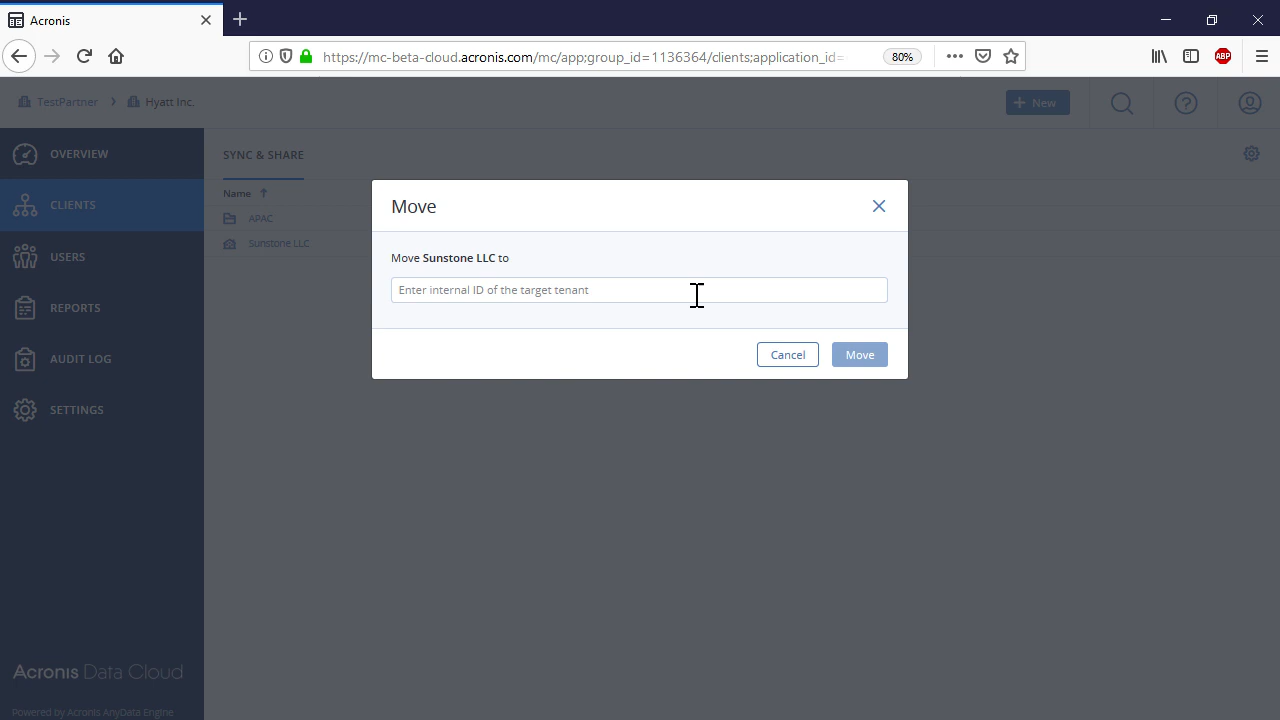 Acronis
https://mc-beta-cloud.acronis.com/mc/app;group_id=1136364/clients;application_id=
80%
ABP
TestPartner
Hyatt Inc.
New
OVERVIEW
CLIENTS
USERS
REPORTS
AUDIT LOG
SETTINGS
SYNC & SHARE
Name
APAC
Sunstone LLC
Move
Move Sunstone LLC to
Enter internal ID of the target tenant
Cancel
Move
Acronis Data Cloud
Powered by Acronis AnyData Engine